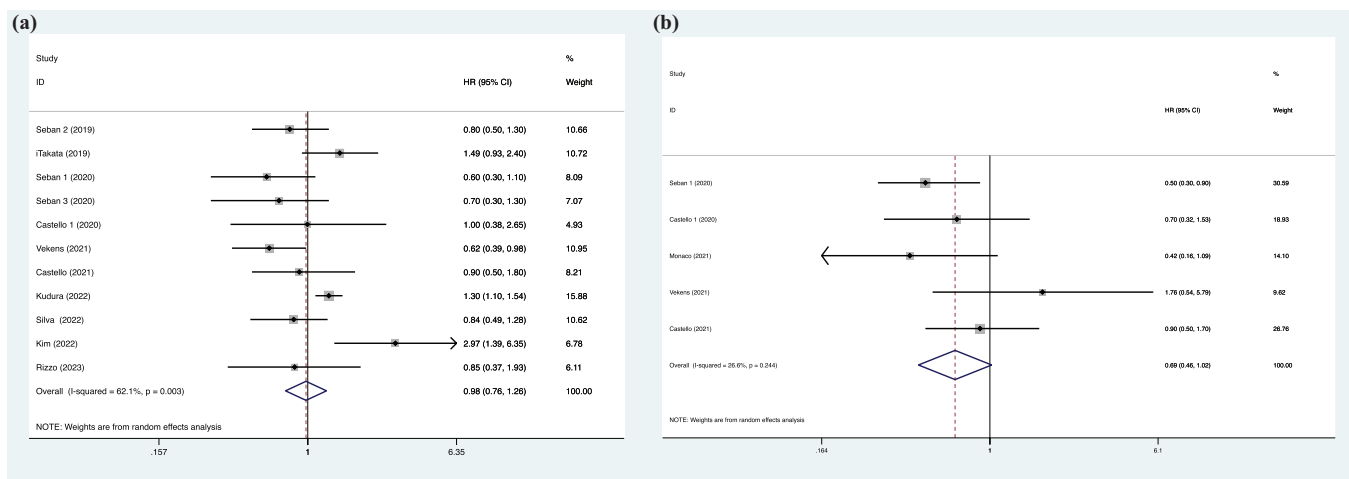 (a)
Study %
ID HR (95% CI) Weight
Seban 2 (2019) 0.80 (0.50, 1.30) 10.66
iTakata (2019) 1.49 (0.93, 2.40) 10.72
Seban 1 (2020) 0.60 (0.30, 1.10) 8.09
Seban 3 (2020) 0.70 (0.30, 1.30) 7.07
Castello 1 (2020) 1.00 (0.38, 2.65) 4.93
Vekens (2021) 0.62 (0.39, 0.98) 10.95
Castello (2021) 0.90 (0.50, 1.80) 8.21
Kudura (2022) 1.30 (1.10, 1.54) 15.88
Silva (2022) 0.84 (0.49, 1.28) 10.62
Kim (2022) 2.97 (1.39, 6.35) 6.78
Rizzo (2023) 0.85 (0.37, 1.93) 6.11
Overall (I-squared = 62.1%, p = 0.003) 0.98 (0.76, 1.26) 100.00
NOTE: Weights are from random effects analysis
.157 1 6.35
(b)
Study %
ID HR (95% CI) Weight
Seban 1 (2020) 0.50 (0.30, 0.90) 30.59
Castello 1 (2020) 0.70 (0.32, 1.53) 18.93
Monaco (2021) 0.42 (0.16, 1.09) 14.10
Vekens (2021) 1.76 (0.54, 5.79) 9.62
Castello (2021) 0.90 (0.50, 1.70) 26.76
Overall (I-squared = 26.6%, p = 0.244) 0.69 (0.46, 1.02) 100.00
NOTE: Weights are from random effects analysis
.164 1 6.1